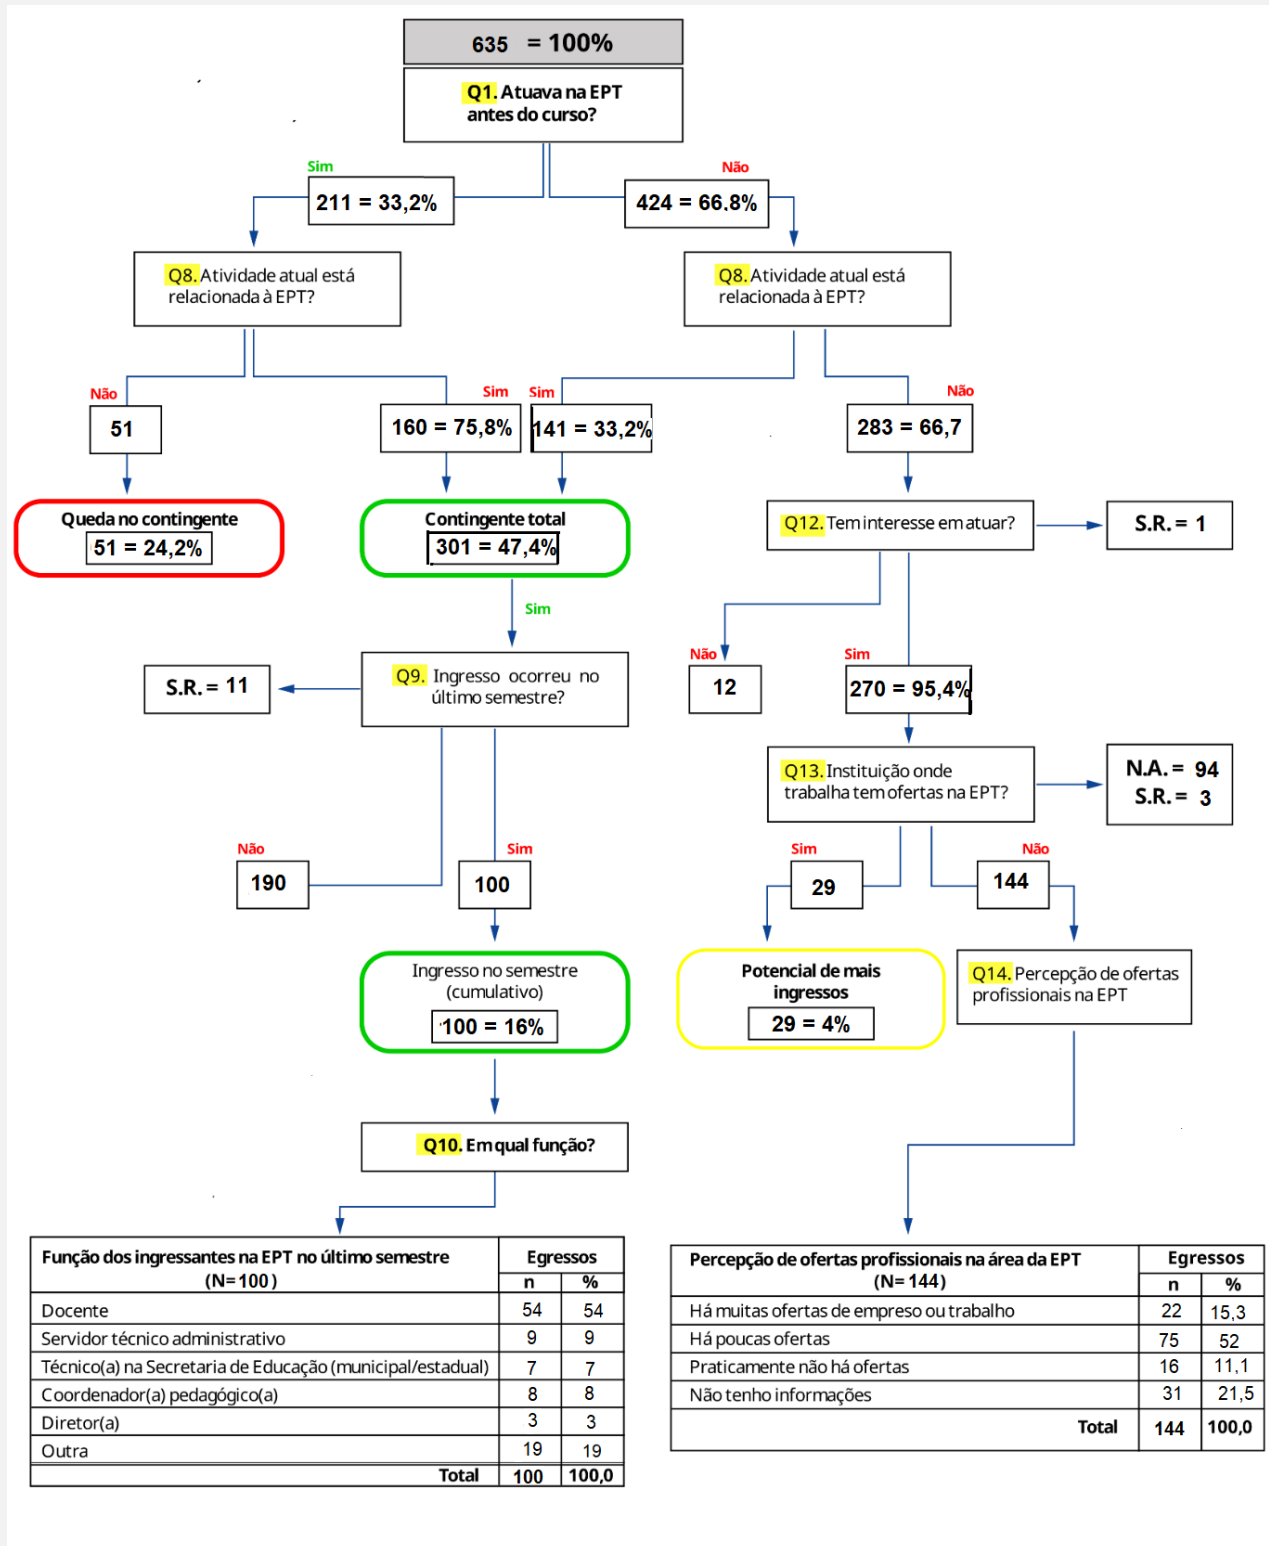 635 = 100%
Q1. Atuava na EPT
antes do curso?
Sim
Não
211 = 33,2%
424 = 66.8%
Q8. Atividade atual está
relacionada à EPT?
Q8. Atividade atual está
relacionada à EPT?
Não
Sim
Sim
Não
51
160 = 75,8%
141 = 33,2%
283 = 66,7
Queda no contingente
51 = 24,2%
Contingente total
301 = 47,4%
Q12. Tem interesse em atuar?
S.R. = 1
Sim
Não
Sim
S.R. = 11
Q9. Ingresso ocorreu no
último semestre?
12
270 = 95,4%
Q13. Instituição onde
trabalha tem ofertas na EPT?
N.A. = 94
S.R. = 3
Não
Sim
Sim
Não
190
100
29
144
Ingresso no semestre
(cumulativo)
100 = 16%
Potencial de mais
ingressos
29 = 4%
Q14. Percepção de ofertas
profissionais na EPT
Q10. Em qual função?
Função dos ingressantes na EPT no último semestre
(N= 100 )
Egressos
n %
Docente 54 54
Servidor técnico administrativo 9 9
Técnico(a) na Secretaria de Educação (municipal/estadual) 7 7
Coordenador(a) pedagógico(a) 8 8
Diretor(a) 3 3
Outra 19 19
Total 100 100,0
Percepção de ofertas profissionais na área da EPT
(N= 144)
Egressos
n %
Há muitas ofertas de empreso ou trabalho 22 15,3
Há poucas ofertas 75 52
Praticamente não há ofertas 16 11,1
Não tenho informações 31 21,5
Total 144 100,0